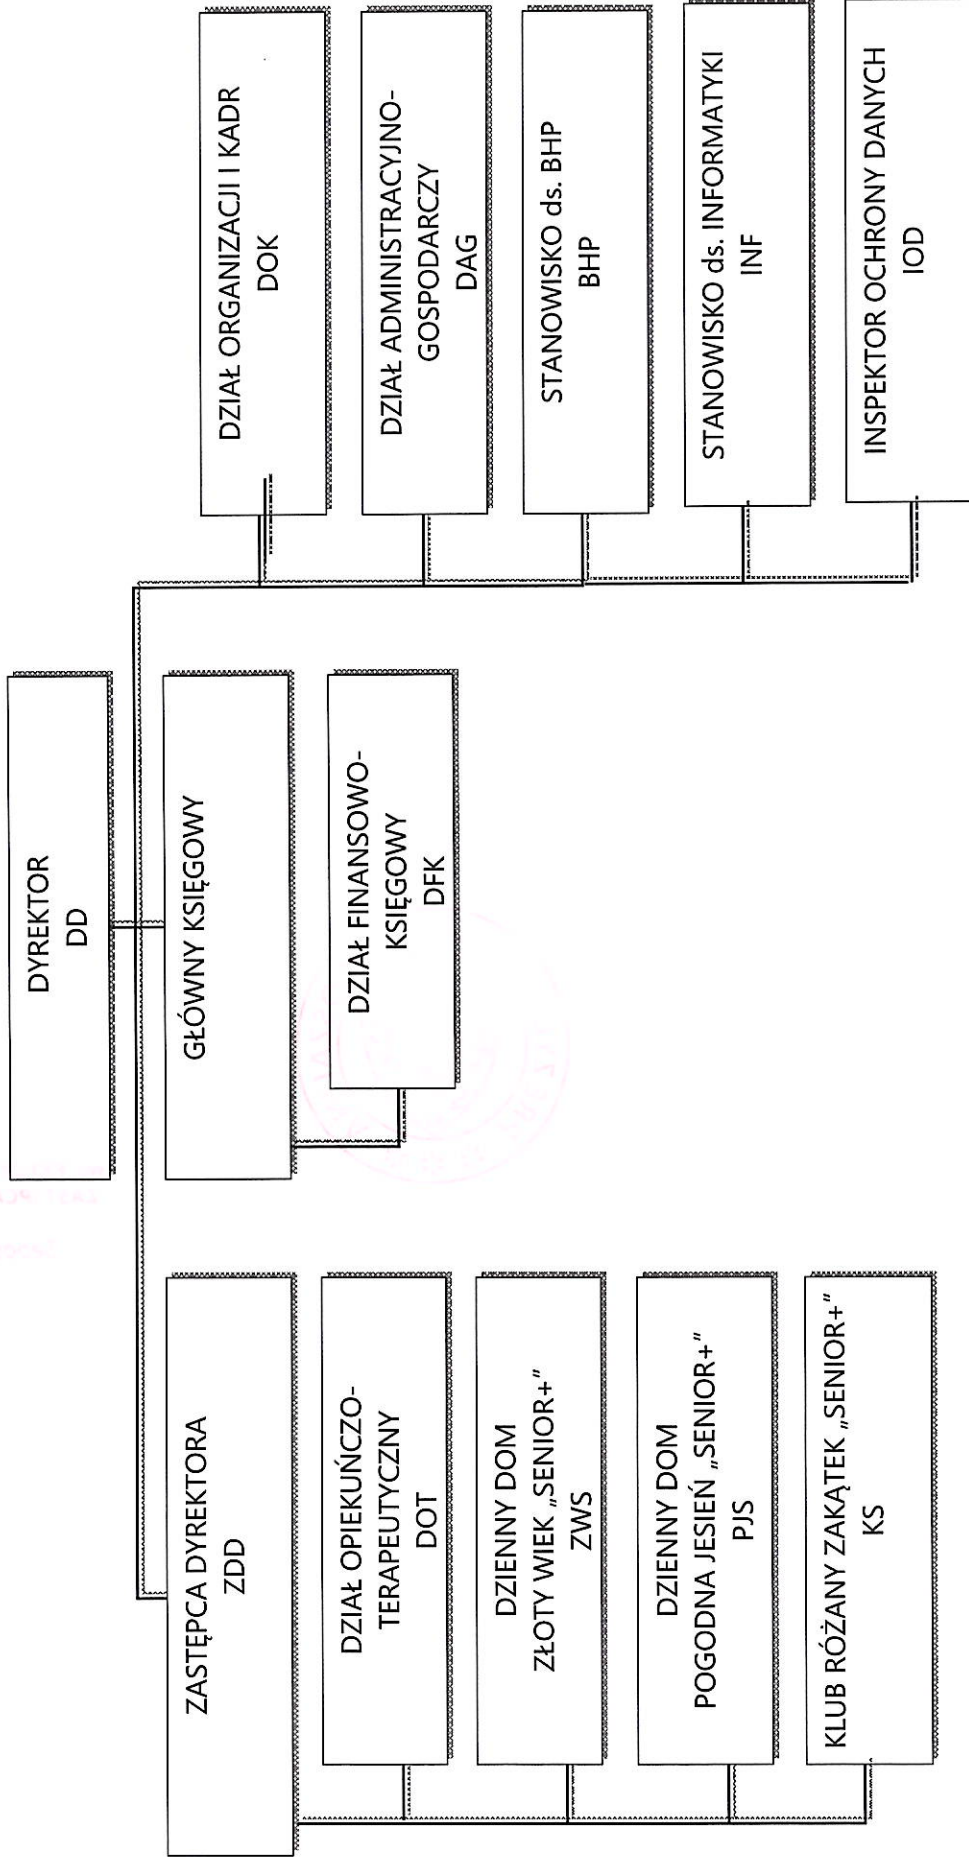 DYREKTOR
DD
ZASTĘPCA DYREKTORA
ZDD
DZIAŁ OPIEKUŃCZO-
TERAPEUTYCZNY
DOT
DZIENNY DOM
ZŁOTY WIEK „SENIOR+”
ZWS
DZIENNY DOM
POGODNA JESIEŃ „SENIOR+”
PJS
KLUB RÓŻANY ZAKĄTEK „SENIOR+”
KS
GŁÓWNY KSIĘGOWY
DZIAŁ FINANSOWO-
KSIĘGOWY
DFK
DZIAŁ ORGANIZACJI I KADR
DOK
DZIAŁ ADMINISTRACYJNO-
GOSPODARCZY
DAG
STANOWISKO ds. BHP
BHP
STANOWISKO ds. INFORMATYKI
INF
INSPEKTOR OCHRONY DANYCH
IOD